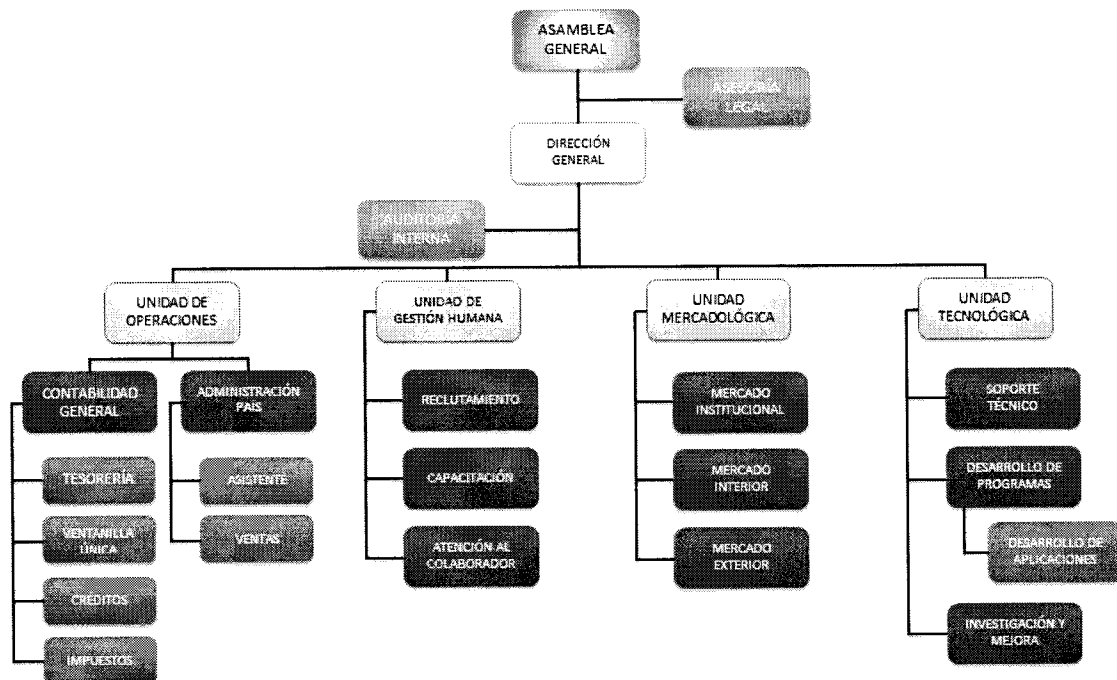 ASAMBLEA
GENERAL
ASESORÍA
LEGAL
DIRECCIÓN
GENERAL
AUDITORIA
INTERNA
UNIDAD DE
OPERACIONES
UNIDAD DE
GESTIÓN HUMANA
UNIDAD
MERCADOLÓGICA
UNIDAD
TECNOLÓGICA
CONTABILIDAD
GENERAL
ADMINISTRACIÓN
PAÍS
RECLUTAMIENTO
MERCADO
INSTITUCIONAL
SOPORTE
TÉCNICO
TESORERÍA
ASISTENTE
CAPACITACIÓN
MERCADO
INTERIOR
DESARROLLO DE
PROGRAMAS
VENTANILLA
ÚNICA
VENTAS
ATENCIÓN AL
COLABORADOR
MERCADO
EXTERIOR
DESARROLLO DE
APLICACIONES
CRÉDITOS
INVESTIGACIÓN Y
MEJORA
IMPUESTOS